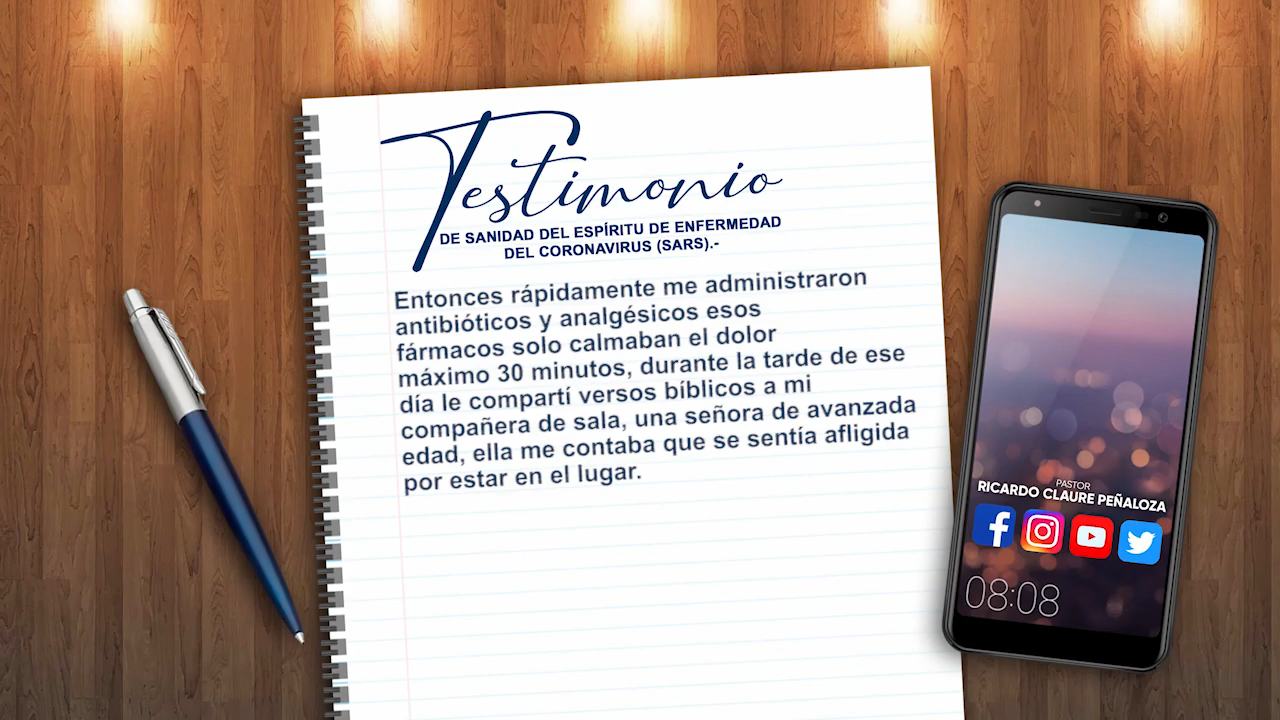 Testimonio
DE SANIDAD DEL ESPÍRITU DE ENFERMEDAD
DEL CORONAVIRUS (SARS).-
Entonces rápidamente me administraron
antibióticos y analgésicos esos
fármacos solo calmaban el dolor
máximo 30 minutos, durante la tarde de ese
día le compartí versos bíblicos a mi
compañera de sala, una señora de avanzada
edad, ella me contaba que se sentía afligida
por estar en el lugar.
PASTOR
RICARDO CLAURE PEÑALOZA
08:08